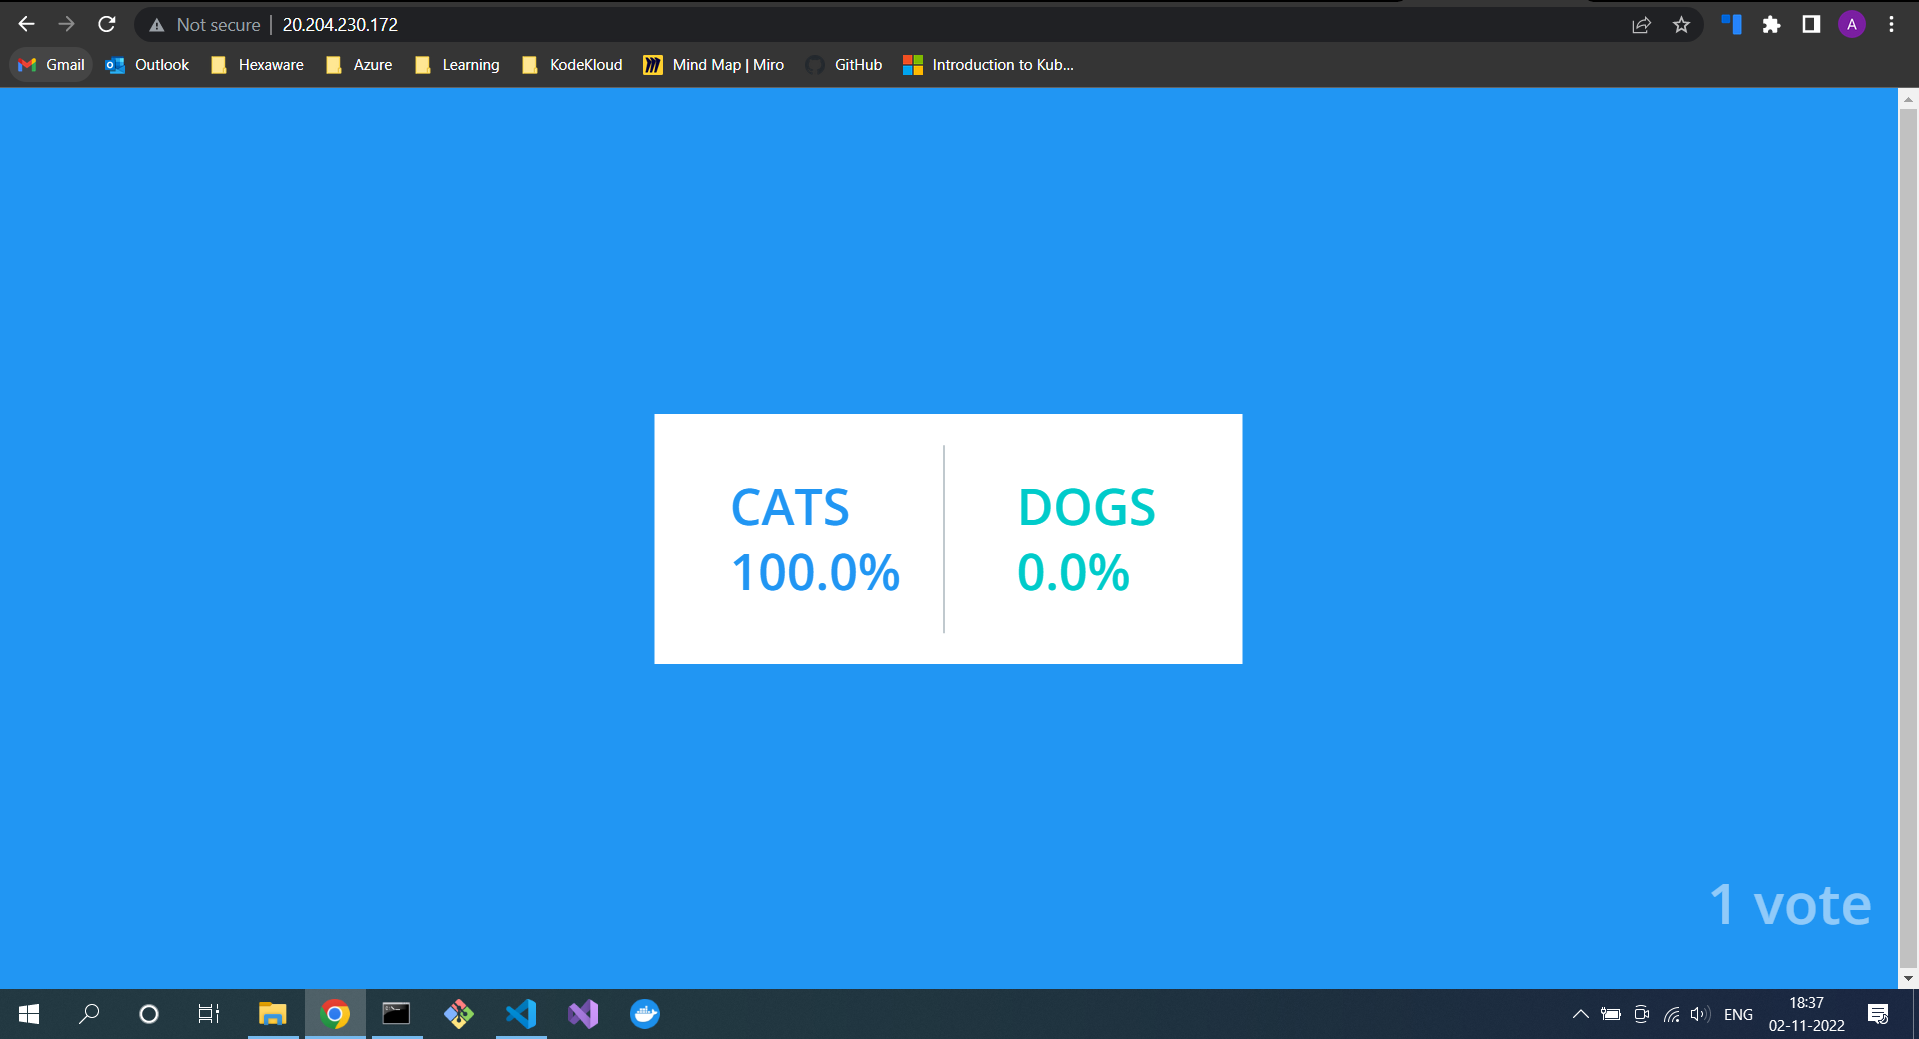 Not secure 20.204.230.172
A
Gmail Outlook Hexaware Azure Learning KodeKloud Mind Map | Miro GitHub Introduction to Kub...
CATS DOGS
100.0% 0.0%
1 vote
ENG 18:37
02-11-2022